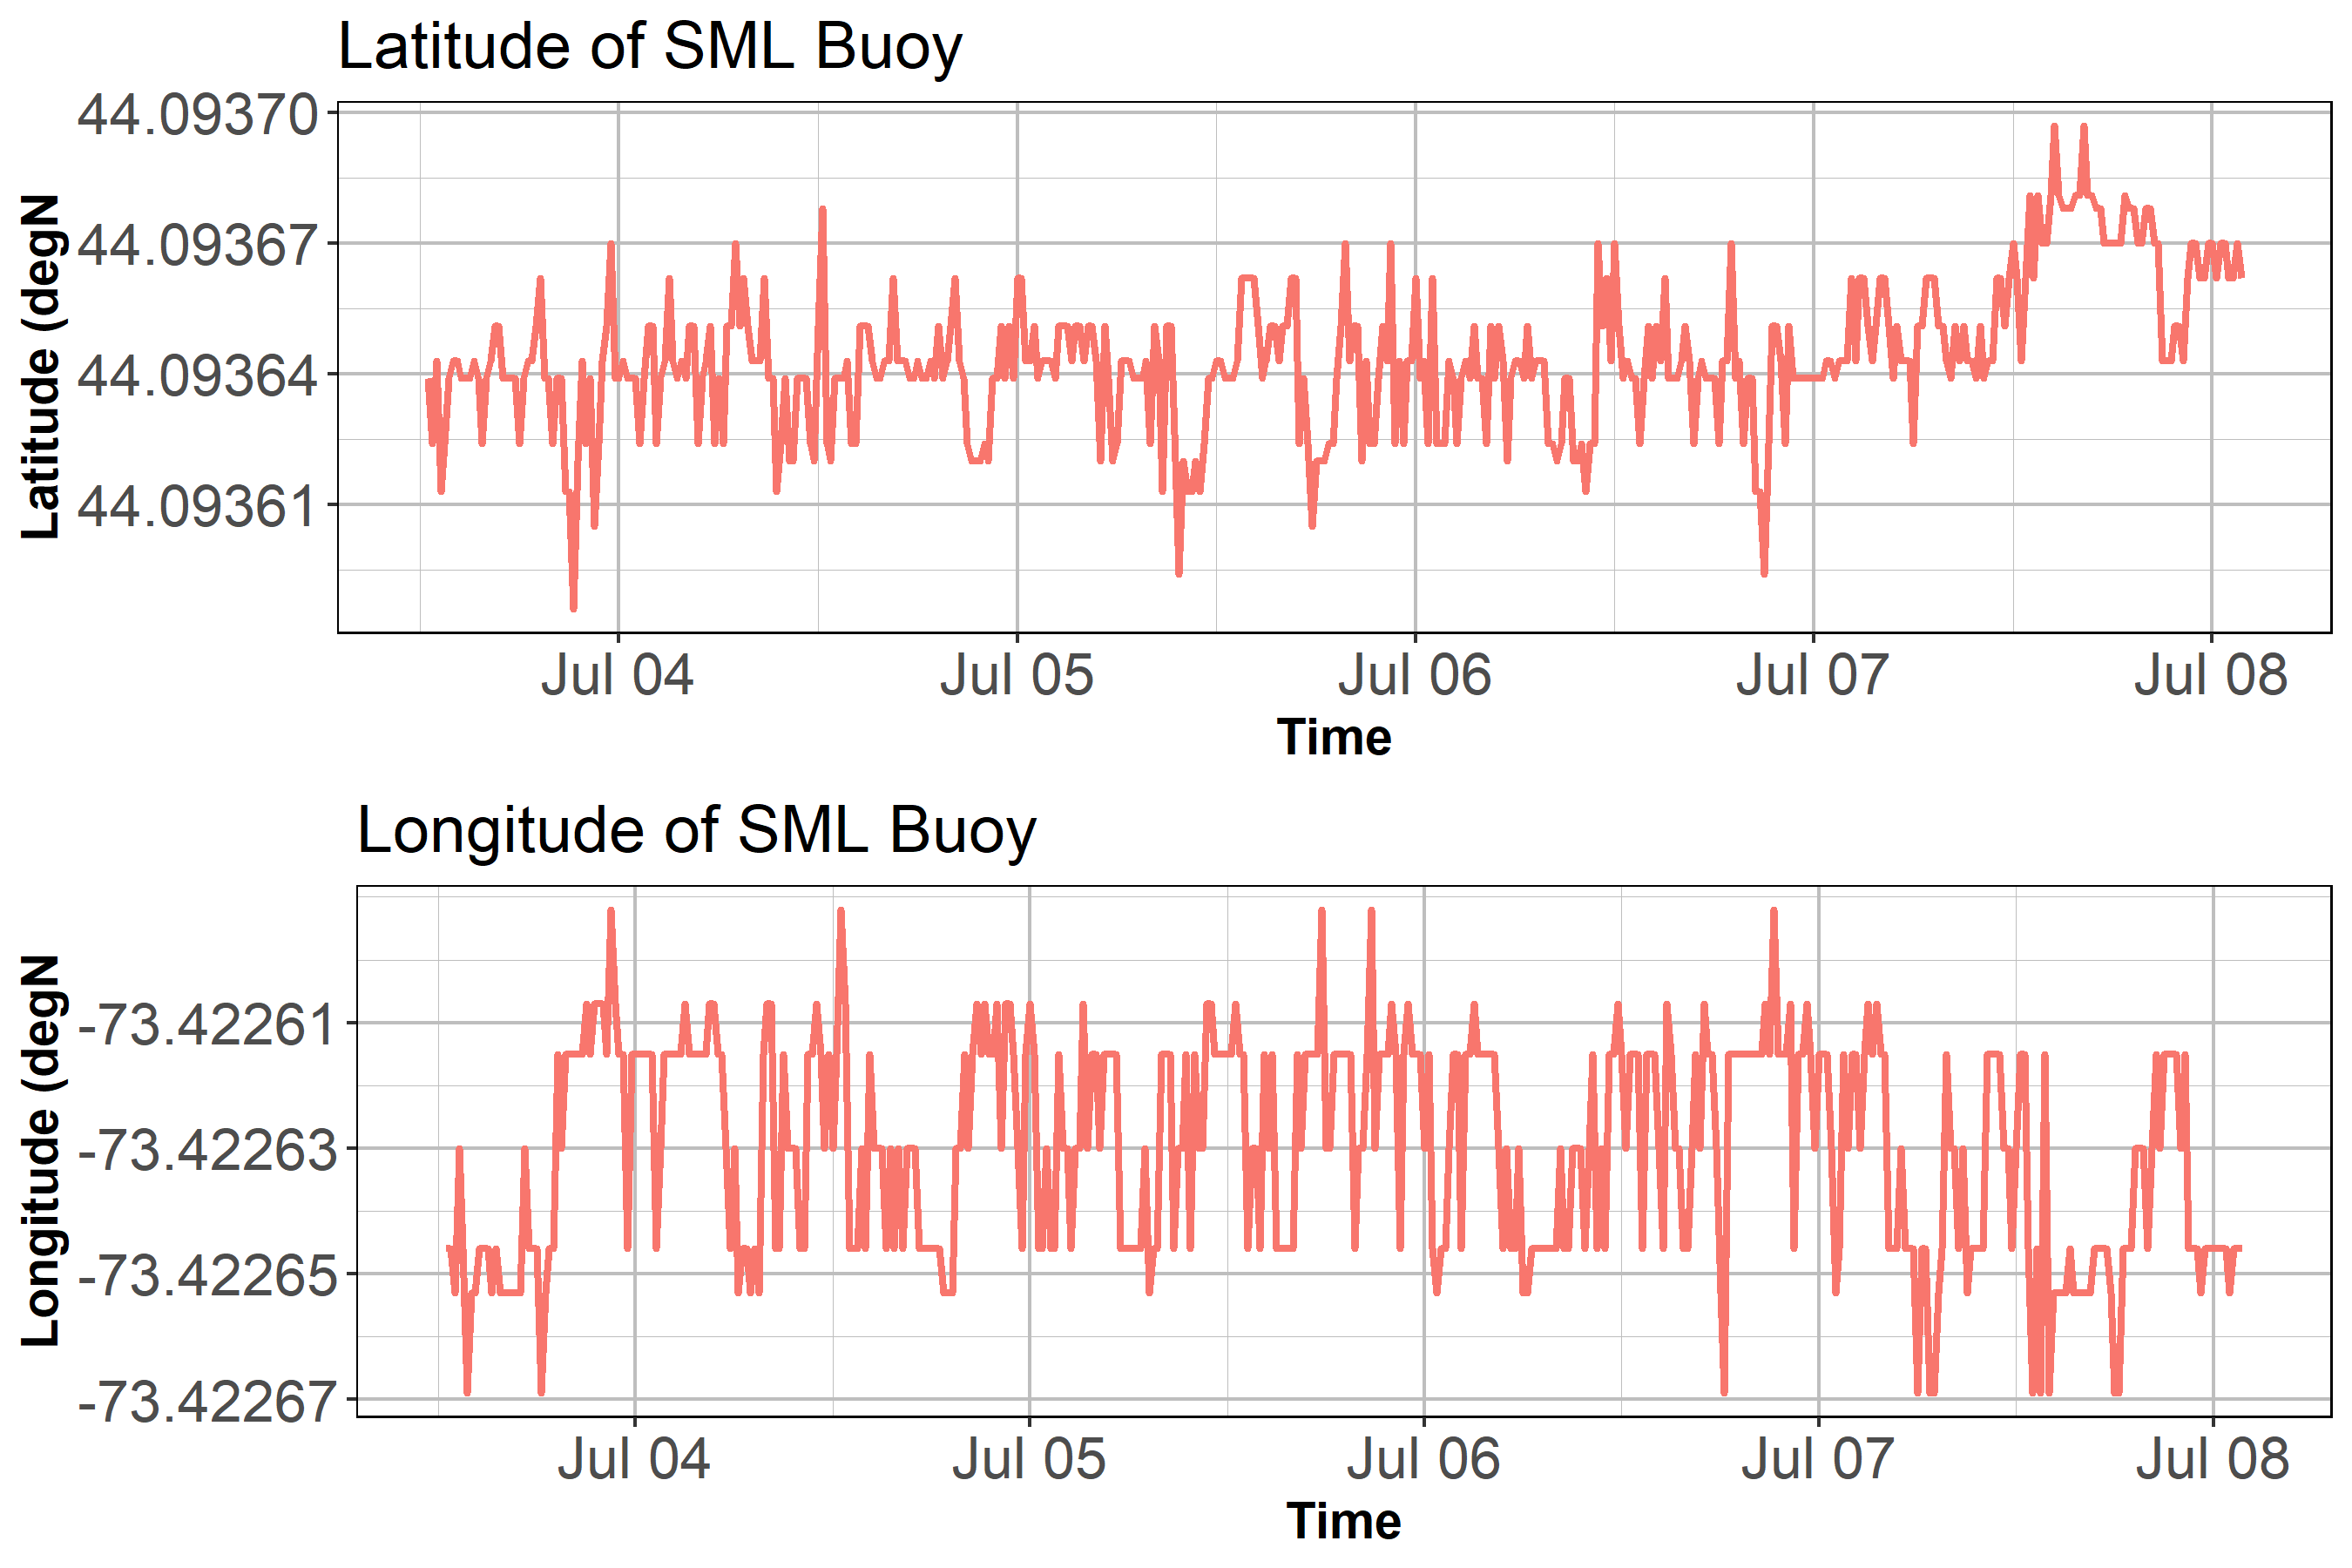 Latitude of SML Buoy
44.09370
44.09367
44.09364
44.09361
Latitude (degN
Jul 04 Jul 05 Jul 06 Jul 07 Jul 08
Time
Longitude of SML Buoy
-73.42261
-73.42263
-73.42265
-73.42267
Longitude (degN
Jul 04 Jul 05 Jul 06 Jul 07 Jul 08
Time